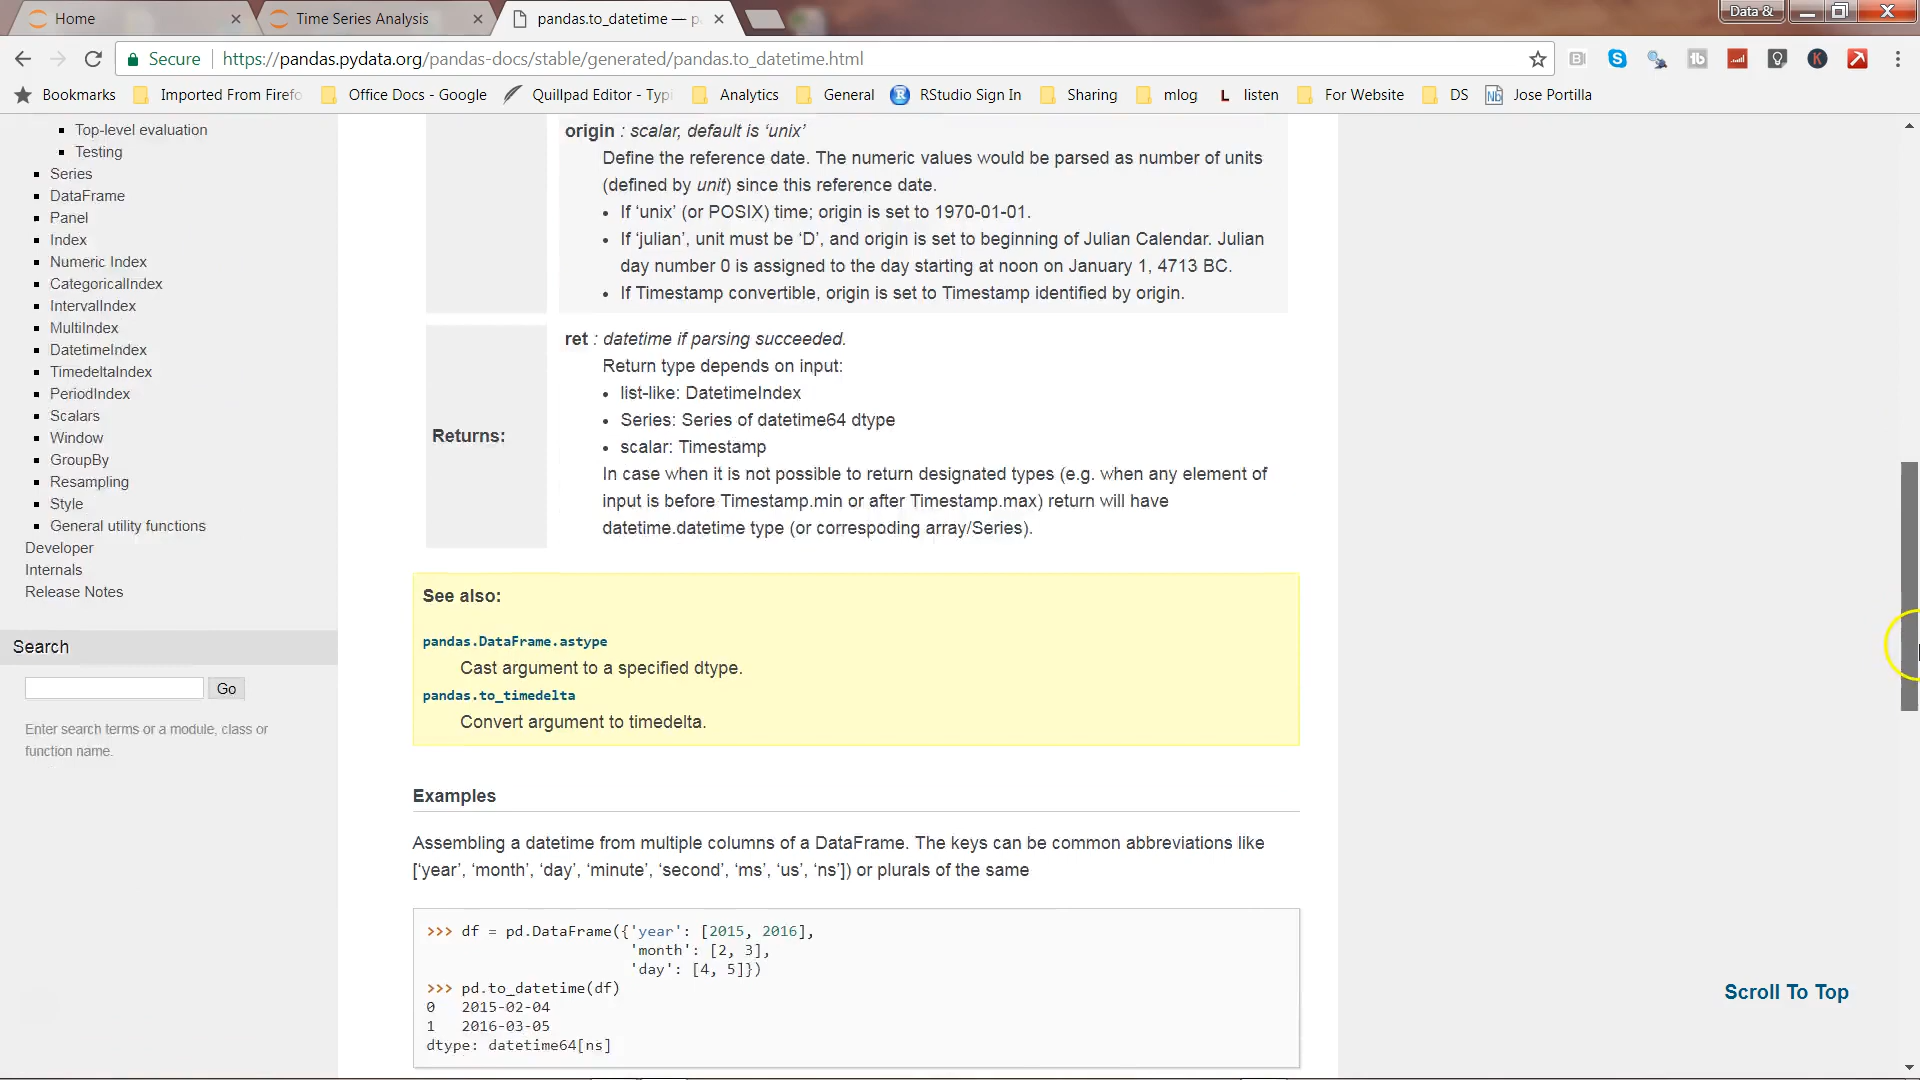 Home
Time Series Analysis
pandas.to_datetime — p
Data &
Secure
https://pandas.pydata.org/pandas-docs/stable/generated/pandas.to_datetime.html
Bookmarks
Imported From Firefo
Office Docs - Google
Quillpad Editor - Typi
Analytics
General
RStudio Sign In
Sharing
mlog
listen
For Website
DS
Jose Portilla
Top-level evaluation
Testing
Series
DataFrame
Panel
Index
Numeric Index
CategoricalIndex
IntervalIndex
MultiIndex
DatetimeIndex
TimedeltaIndex
PeriodIndex
Scalars
Window
GroupBy
Resampling
Style
General utility functions
Developer
Internals
Release Notes
Search
Go
Enter search terms or a module, class or
function name.
origin : scalar, default is ‘unix’
Define the reference date. The numeric values would be parsed as number of units
(defined by unit) since this reference date.
If ‘unix’ (or POSIX) time; origin is set to 1970-01-01.
If ‘julian’, unit must be ‘D’, and origin is set to beginning of Julian Calendar. Julian
day number 0 is assigned to the day starting at noon on January 1, 4713 BC.
If Timestamp convertible, origin is set to Timestamp identified by origin.
Returns:
ret : datetime if parsing succeeded.
Return type depends on input:
list-like: DatetimeIndex
Series: Series of datetime64 dtype
scalar: Timestamp
In case when it is not possible to return designated types (e.g. when any element of
input is before Timestamp.min or after Timestamp.max) return will have
datetime.datetime type (or correspoding array/Series).
See also:
pandas.DataFrame.astype
Cast argument to a specified dtype.
pandas.to_timedelta
Convert argument to timedelta.
Examples
Assembling a datetime from multiple columns of a DataFrame. The keys can be common abbreviations like
[‘year’, ‘month’, ‘day’, ‘minute’, ‘second’, ‘ms’, ‘us’, ‘ns’]) or plurals of the same
>>> df = pd.DataFrame({'year': [2015, 2016],
'month': [2, 3],
'day': [4, 5]})
>>> pd.to_datetime(df)
0   2015-02-04
1   2016-03-05
dtype: datetime64[ns]
Scroll To Top